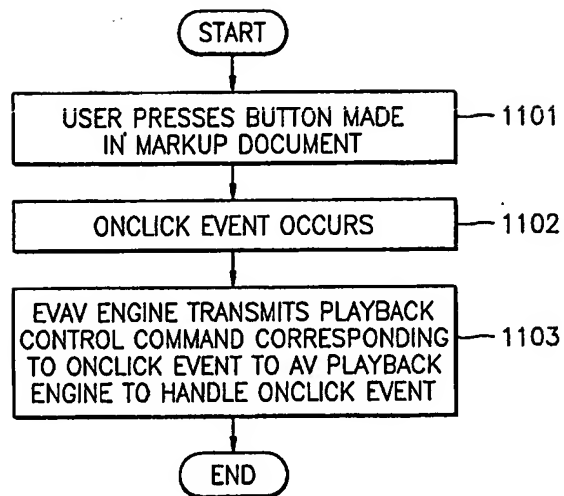 START
USER PRESSES BUTTON MADE
IN MARKUP DOCUMENT
1101
ONCLICK EVENT OCCURS
1102
EVAV ENGINE TRANSMITS PLAYBACK
CONTROL COMMAND CORRESPONDING
TO ONCLICK EVENT TO AV PLAYBACK
ENGINE TO HANDLE ONCLICK EVENT
1103
END